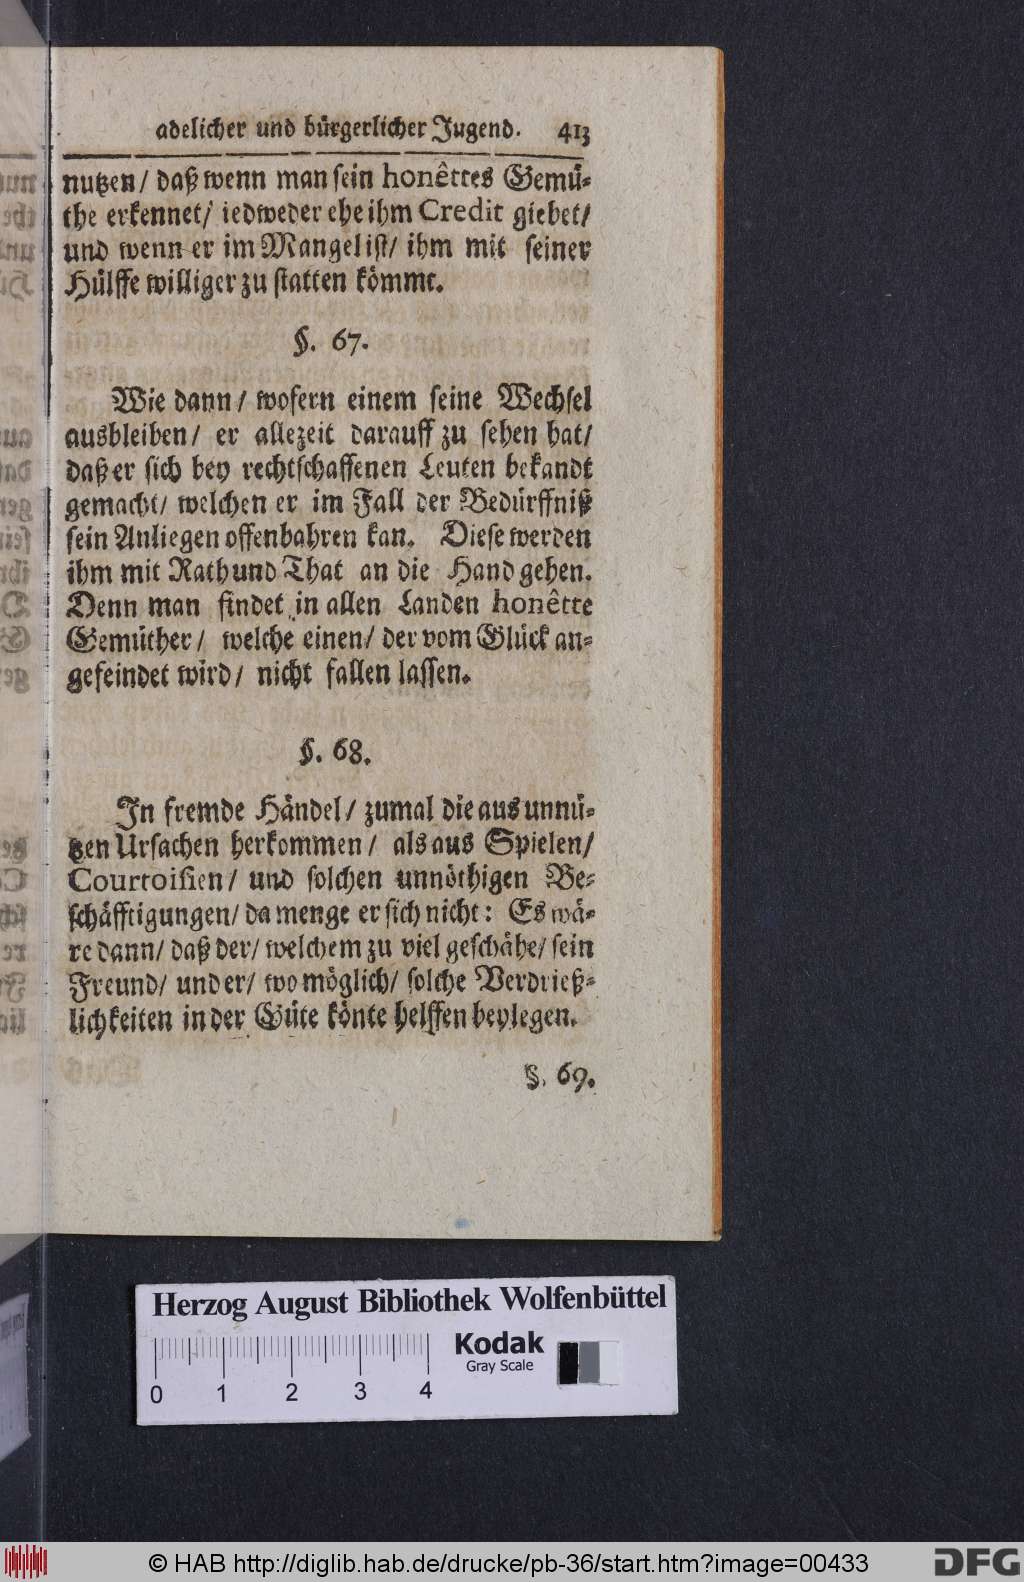 adelicher und bürgerlicher Jugend. 413
nutzen/ daß wenn man sein honêttes Gemü-
the erkennet/ iedweder ehe ihm Credit giebet/
und wenn er im Mangel ist/ ihm mit seiner
Hülffe williger zu statten kömmt.
§. 67.
Wie dann/ wofern einem seine Wechsel
ausbleiben/ er allezeit darauff zu sehen hat/
daß er sich bey rechtschaffenen Leuten bekandt
gemacht/ welchen er im Fall der Bedürffniß
sein Anliegen offenbahren kan. Diese werden
ihm mit Rath und That an die Hand gehen.
Denn man findet in allen Landen honêtte
Gemüther/ welche einen/ der vom Glück an-
gefeindet wird/ nicht fallen lassen.
§. 68.
In fremde Händel/ zumal die aus unnü-
tzen Ursachen herkommen/ als aus Spielen/
Courtoisien/ und solchen unnöthigen Be-
schäfftigungen/ da menge er sich nicht: Es wä-
re dann/ daß der/ welchem zu viel geschähe/ sein
Freund/ und er/ wo möglich/ solche Verdrieß-
lichkeiten in der Güte könte helffen beylegen.
§. 69.
Herzog August Bibliothek Wolfenbüttel
Kodak
Gray Scale
0 1 2 3 4
© HAB http://diglib.hab.de/drucke/pb-36/start.htm?image=00433
DFG